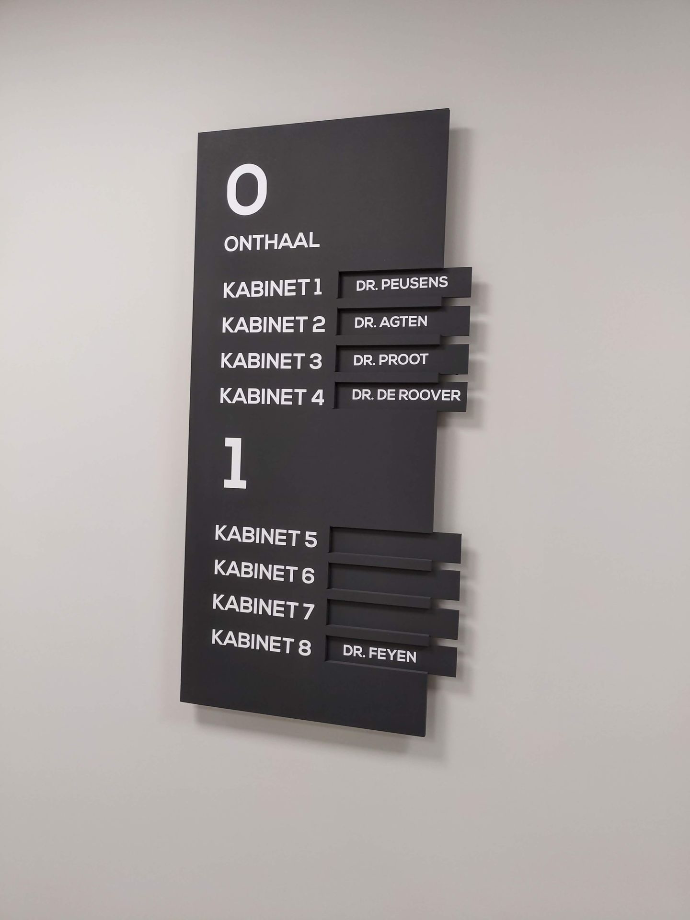 0
ONTHAAL
KABINET 1 DR. PEUSENS
KABINET 2 DR. AGTEN
KABINET 3 DR. PROOT
KABINET 4 DR. DE ROOVER
1
KABINET 5
KABINET 6
KABINET 7
KABINET 8 DR. FEYEN